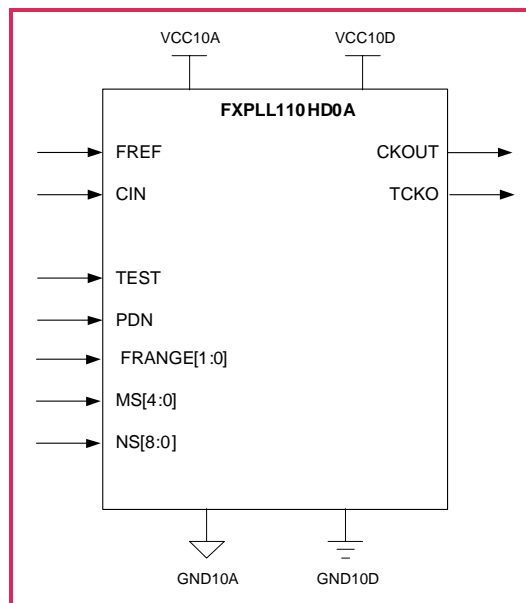 VCC10A VCC10D
FXPLL110HD0A
FREF CKOUT
CIN TCKO
TEST
PDN
FRANGE[1:0]
MS[4:0]
NS[8:0]
GND10A GND10D